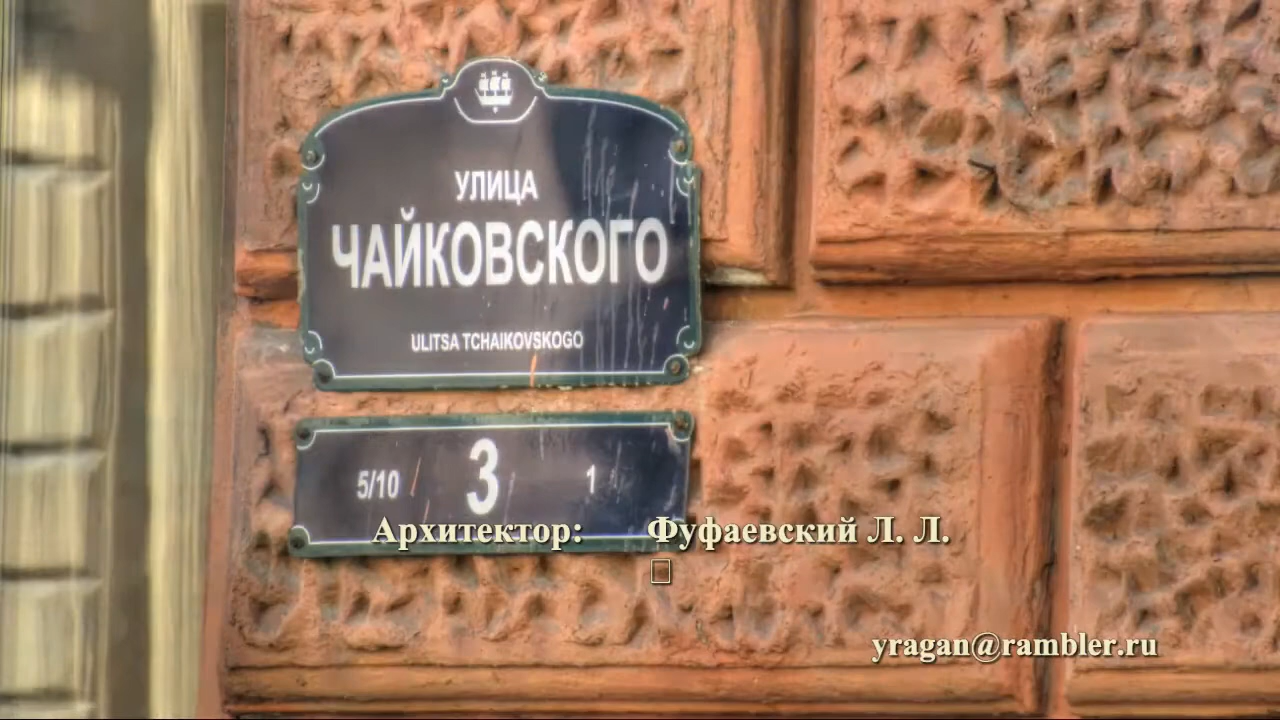 УЛИЦА
ЧАЙКОВСКОГО
ULITSA TCHAIKOVSKOGO
5/10 3 1
Архитектор: Фуфаевский Л. Л.
yragan@rambler.ru